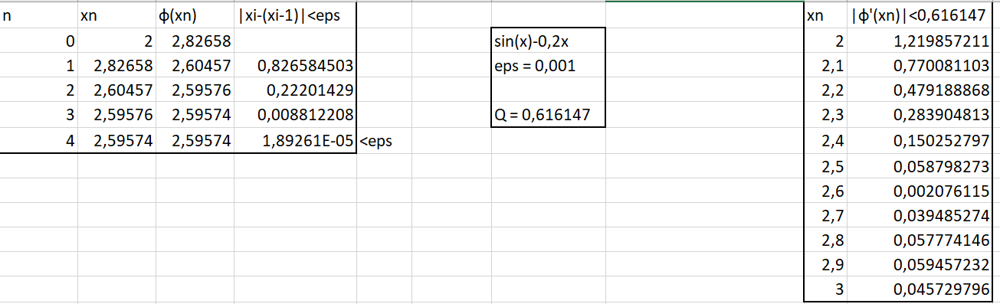 n xn ϕ(xn) |xi-(xi-1)|<eps
0 2 2,82658
1 2,82658 2,60457 0,826584503
2 2,60457 2,59576 0,22201429
3 2,59576 2,59574 0,008812208
4 2,59574 2,59574 1,89261E-05 <eps
sin(x)-0,2x
eps = 0,001
Q = 0,616147
xn |ϕ'(xn)|<0,616147
2 1,219857211
2,1 0,770081103
2,2 0,479188868
2,3 0,283904813
2,4 0,150252797
2,5 0,058798273
2,6 0,002076115
2,7 0,039485274
2,8 0,057774146
2,9 0,059457232
3 0,045729796